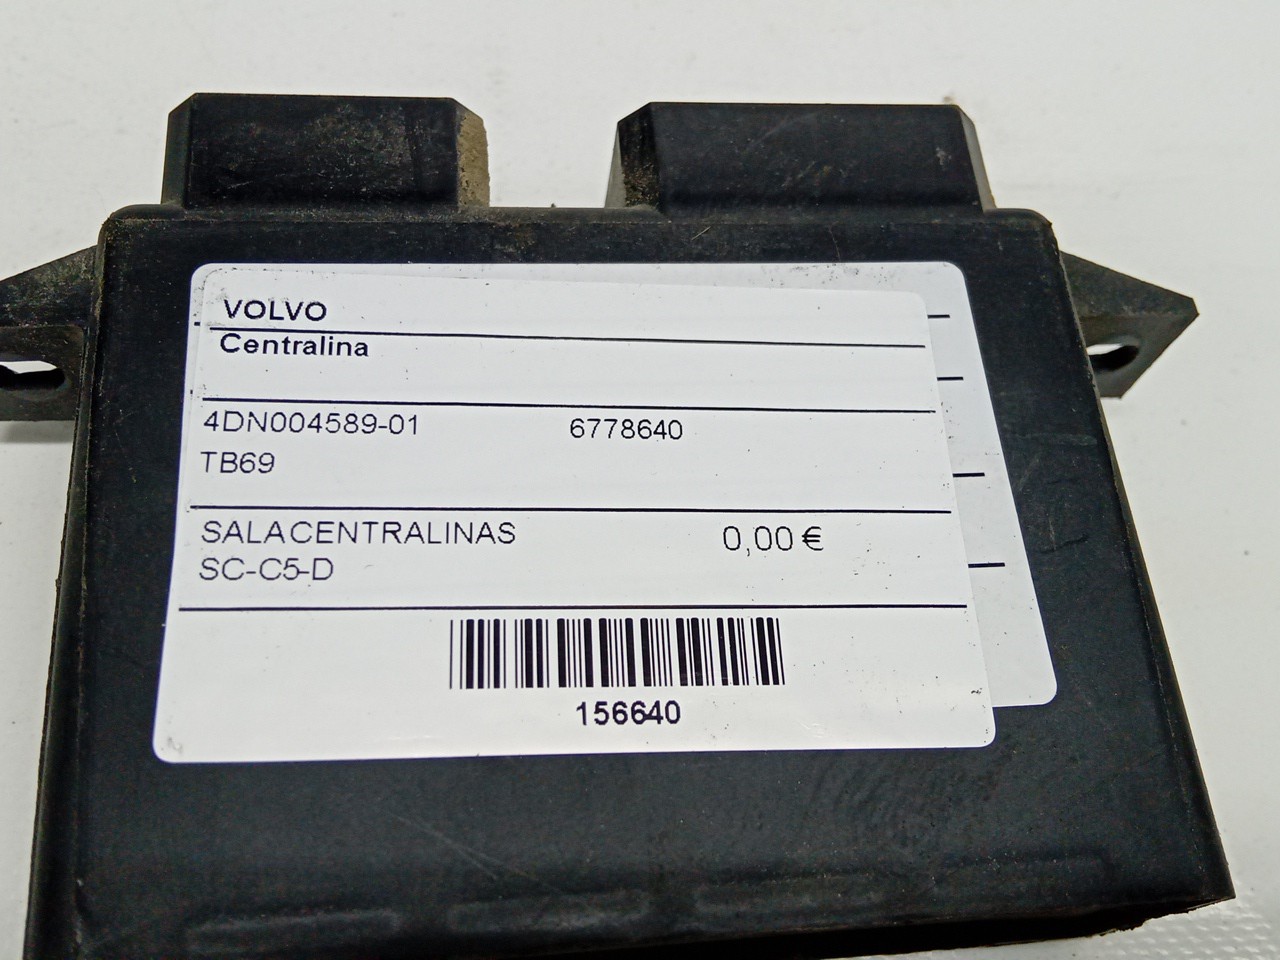 VOLVO
Centralina
4DN004589-01 6778640
TB69
SALACENTRALINAS 0,00 €
SC-C5-D
156640